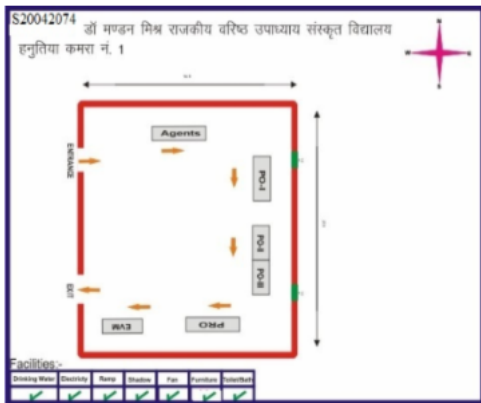 S20042074
डॉ मण्डन मिश्र राजकीय वरिष्ठ उपाध्याय संस्कृत विद्यालय
हनुतिया कमरा नं. 1
Agents
ENTRANCE
PO-I
PO-II
PO-III
EXIT
EVM
PRO
Facilities:-
Drinking Water Electricty Ramp Shadow Fan Furniture Toilet/Bath